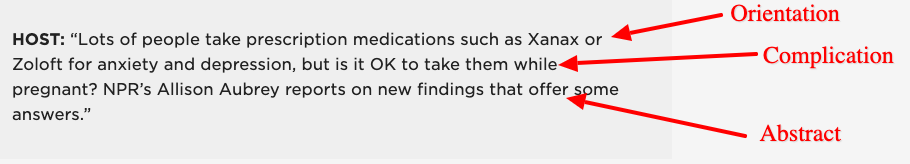 Orientation
HOST: “Lots of people take prescription medications such as Xanax or
Zoloft for anxiety and depression, but is it OK to take them while
Complication
pregnant? NPR’s Allison Aubrey reports on new findings that offer some
answers.”
Abstract